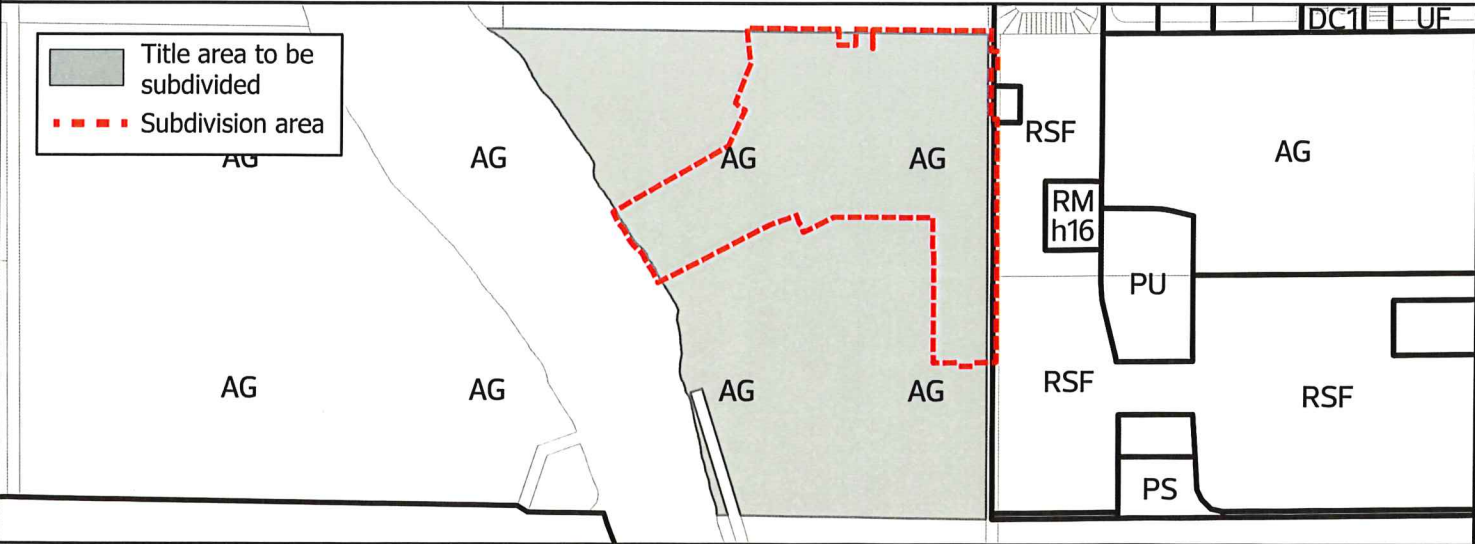 DC1
UF
Title area to be
subdivided
Subdivision area
AG
AG
AG
AG
RSF
AG
RM
h16
PU
AG
AG
AG
AG
RSF
RSF
PS